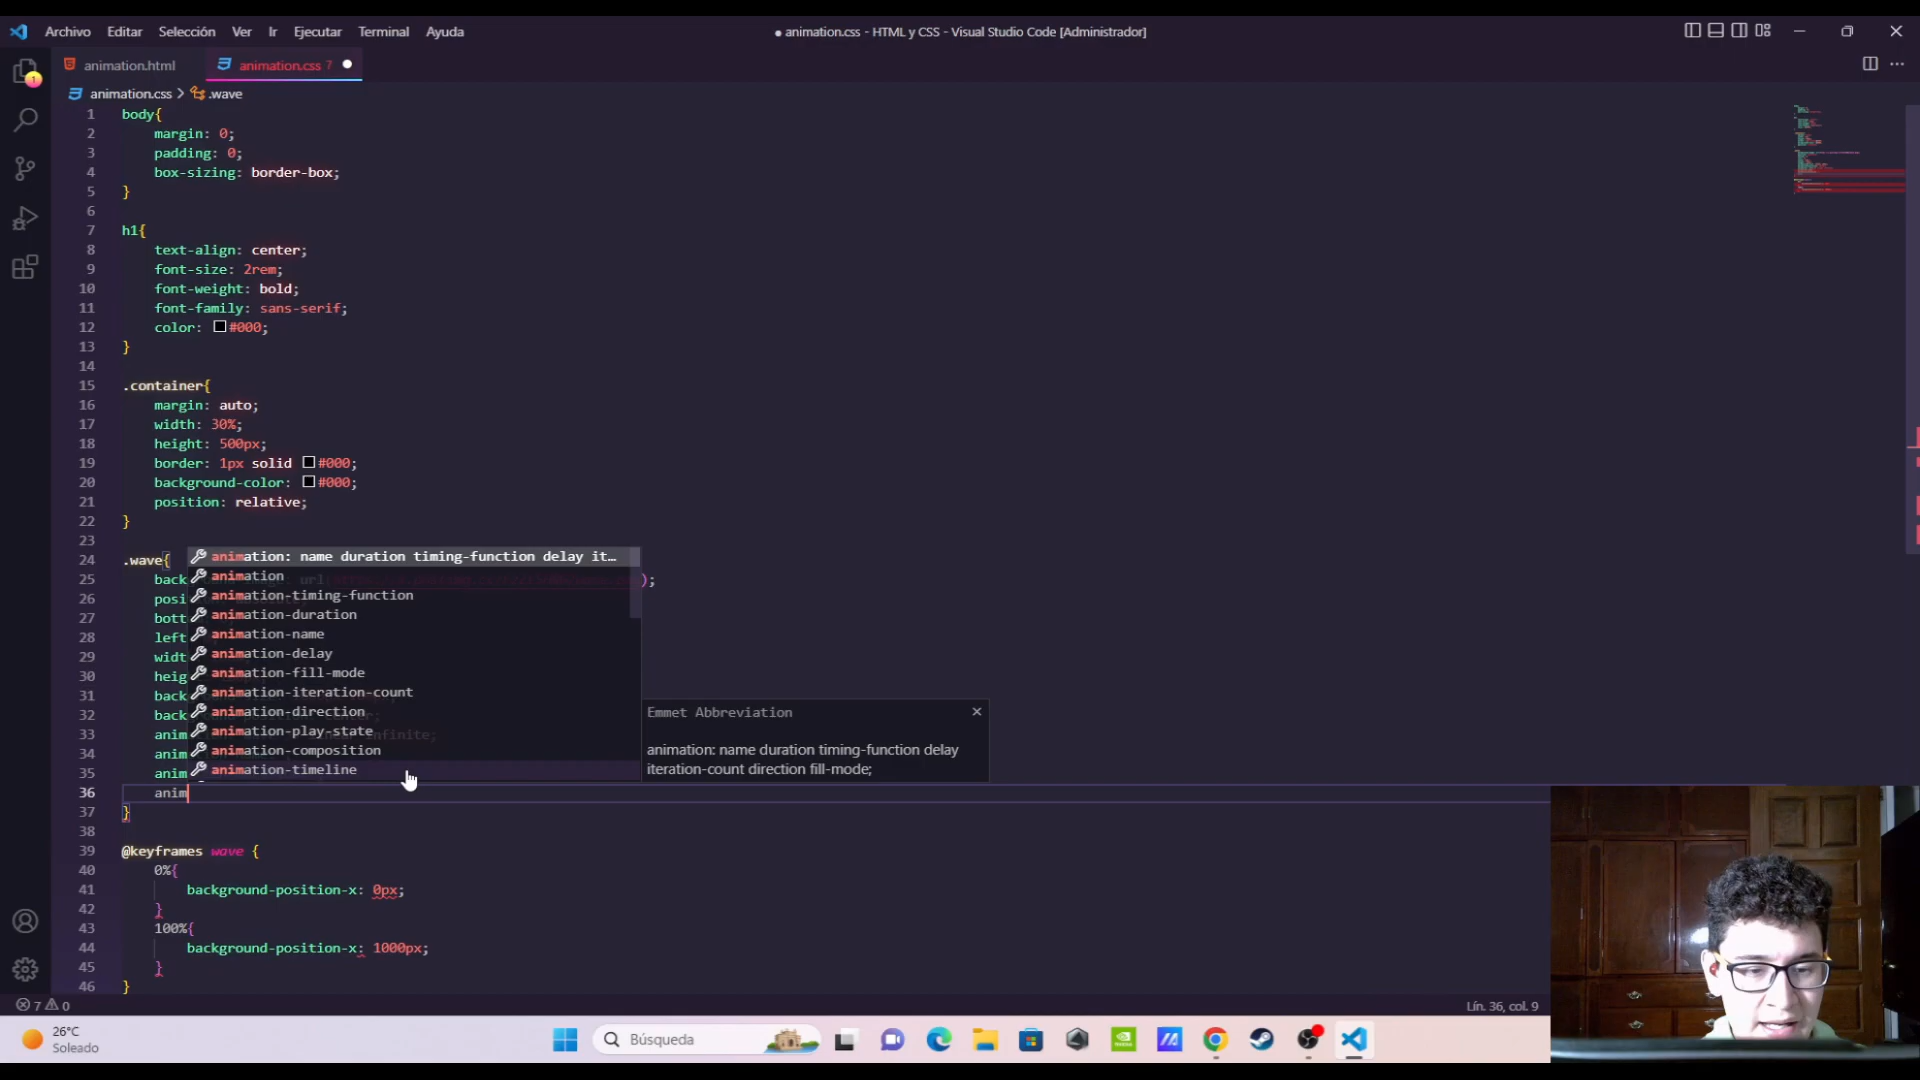 Archivo Editar Selección Ver Ir Ejecutar Terminal Ayuda
● animation.css - HTML y CSS - Visual Studio Code [Administrador]
1
animation.html
animation.css 7
animation.css > .wave
1 body{
2 margin: 0;
3 padding: 0;
4 box-sizing: border-box;
5 }
6
7 h1{
8 text-align: center;
9 font-size: 2rem;
10 font-weight: bold;
11 font-family: sans-serif;
12 color: #000;
13 }
14
15 .container{
16 margin: auto;
17 width: 30%;
18 height: 500px;
19 border: 1px solid #000;
20 background-color: #000;
21 position: relative;
22 }
23
24 .wave{
animation: name duration timing-function delay it…
25 back );
animation
26 posi
animation-timing-function
27 bott
animation-duration
28 left
animation-name
29 widt
animation-delay
30 heig
animation-fill-mode
31 back
animation-iteration-count
32 back
animation-direction
33 anim
animation-play-state
34 anim
animation-composition
35 anim
animation-timeline
Emmet Abbreviation
animation: name duration timing-function delay
iteration-count direction fill-mode;
36 anim
37 }
38
39 @keyframes wave {
40 0%{
41 background-position-x: 0px;
42 }
43 100%{
44 background-position-x: 1000px;
45 }
46 }
7 0
Lín. 36, col. 9
26°C
Soleado
Búsqueda